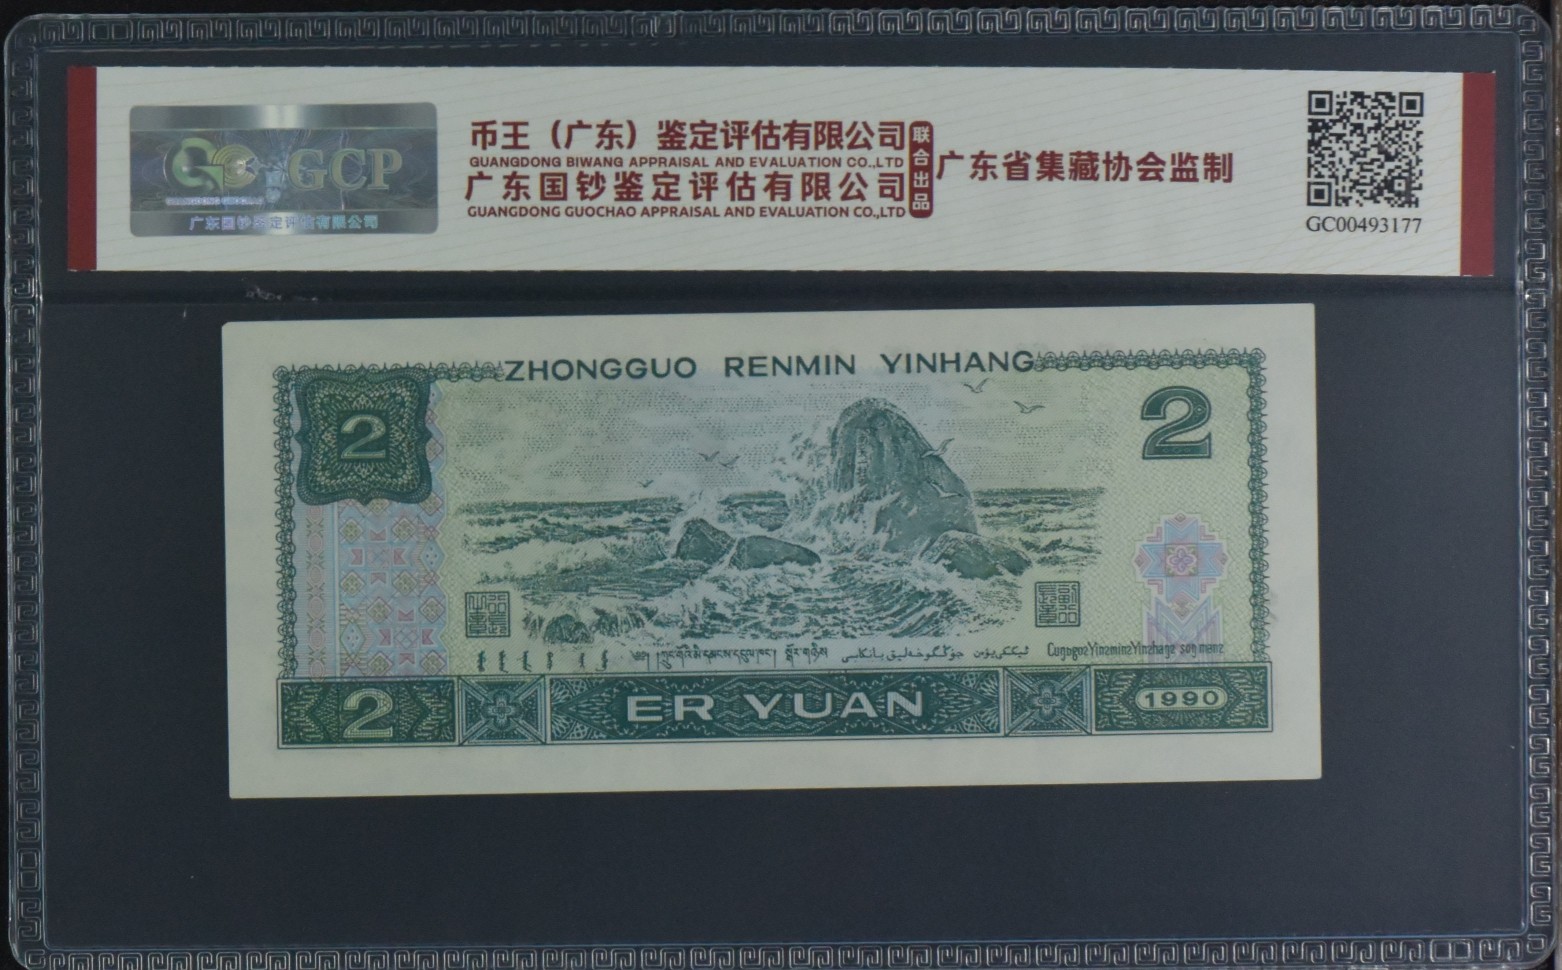 GCP
广东国钞鉴定评估有限公司
币王（广东）鉴定评估有限公司
GUANGDONG BIWANG APPRAISAL AND EVALUATION CO.,LTD
广东国钞鉴定评估有限公司
GUANGDONG GUOCHAO APPRAISAL AND EVALUATION CO.,LTD
联合出品
广东省集藏协会监制
GC00493177
ZHONGGUO RENMIN YINHANG
2
2
ER YUAN
2
1990